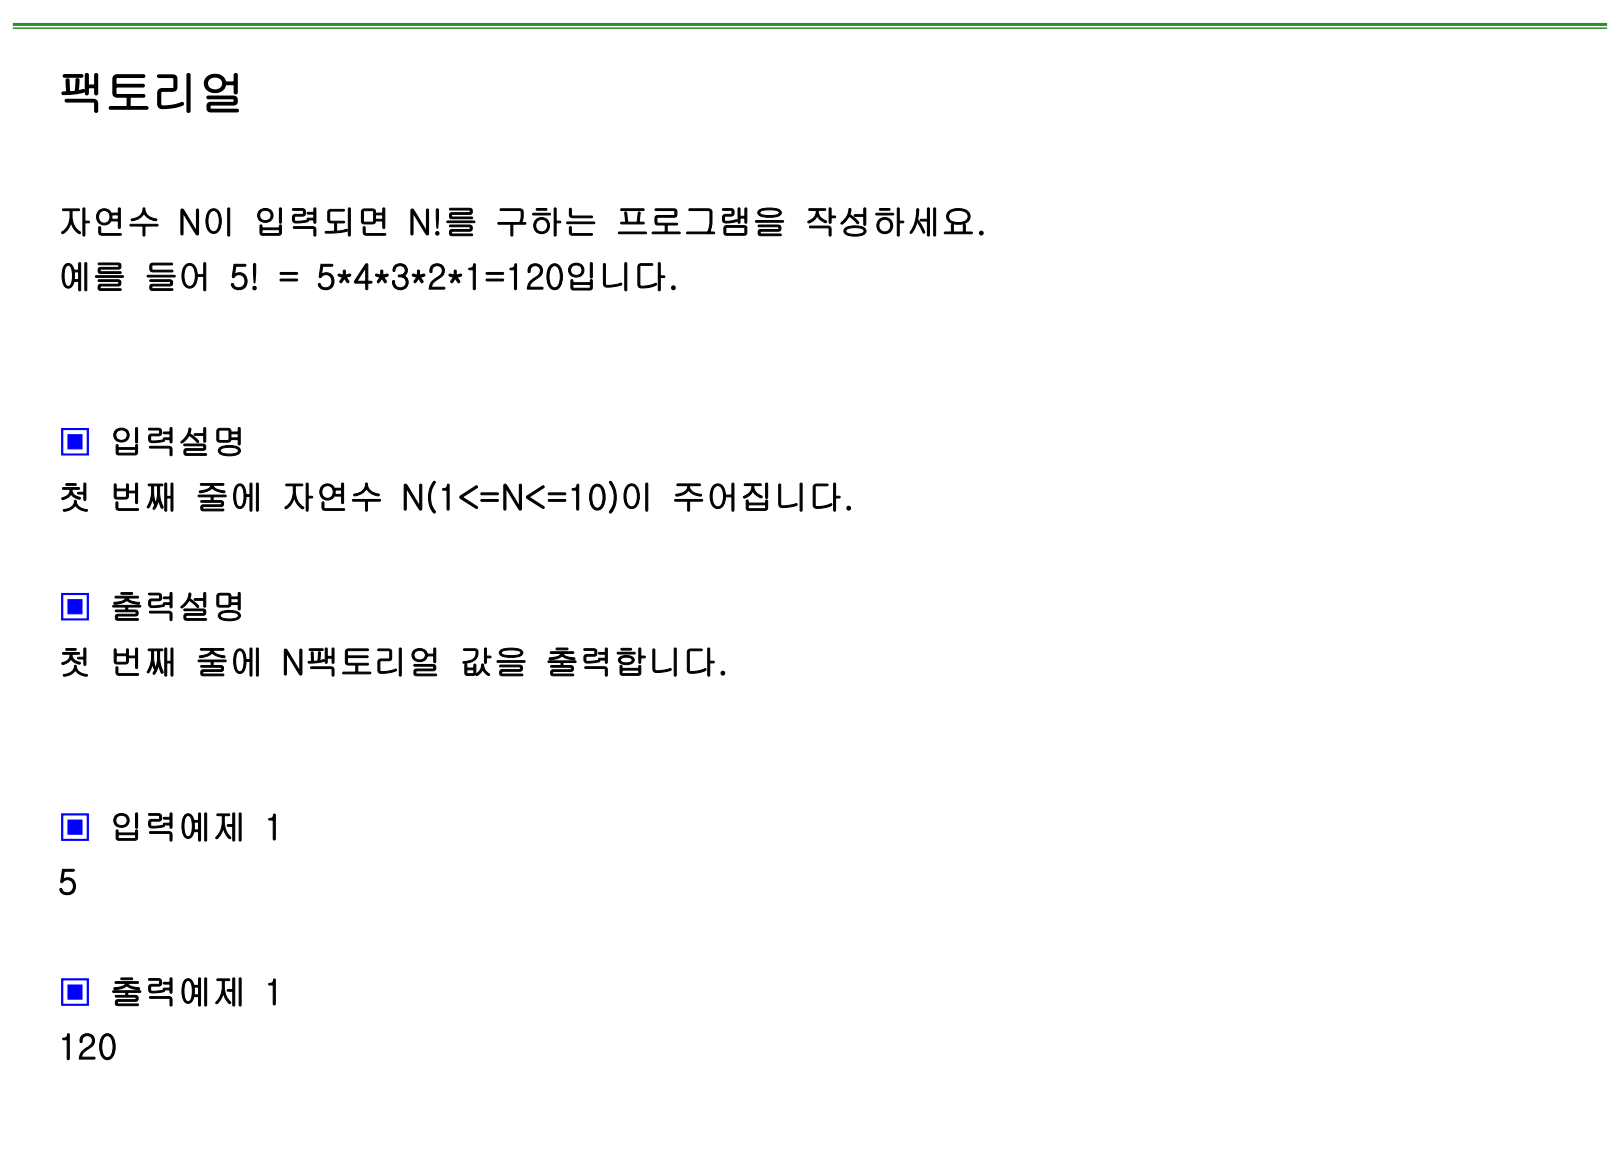 팩토리얼
자연수 N이 입력되면 N!를 구하는 프로그램을 작성하세요.
예를 들어 5! = 5*4*3*2*1=120입니다.
▣ 입력설명
첫 번째 줄에 자연수 N(1<=N<=10)이 주어집니다.
▣ 출력설명
첫 번째 줄에 N팩토리얼 값을 출력합니다.
▣ 입력예제 1
5
▣ 출력예제 1
120